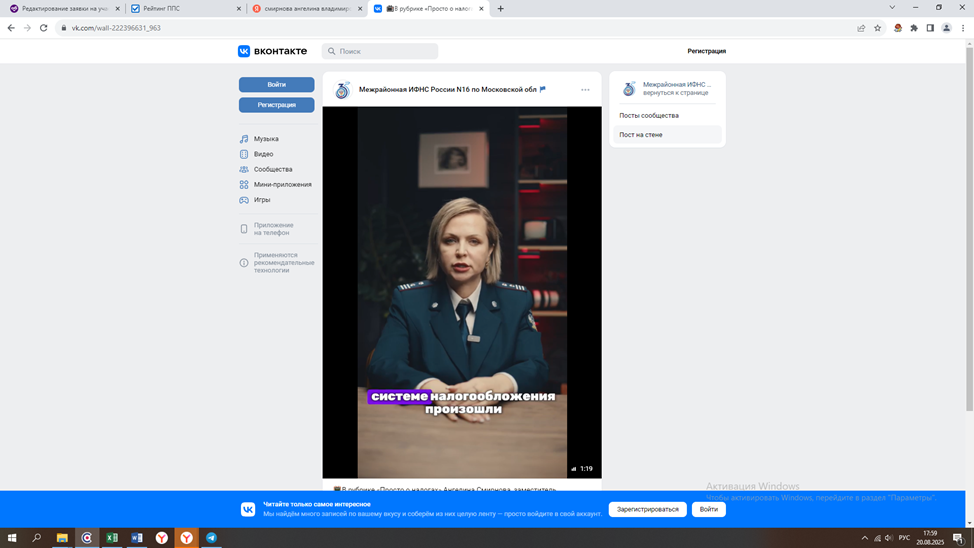 Редактирование заявки на уча
Рейтинг ППС
смирнова ангелина владимир
В рубрике «Просто о налог
vk.com/wall-222396631_963
вконтакте
Поиск
Регистрация
Войти
Регистрация
Музыка
Видео
Сообщества
Мини-приложения
Игры
Приложение
на телефон
Применяются
рекомендательные
технологии
Межрайонная ИФНС России N16 по Московской обл
системе налогообложения
произошли
1:19
В рубрике «Просто о налогах» Ангелина Смирнова, заместитель
Межрайонная ИФНС ...
вернуться к странице
Посты сообщества
Пост на стене
Активация Windows
Чтобы активировать Windows, перейдите в раздел "Параметры".
Читайте только самое интересное
Мы найдём много записей по вашему вкусу и соберём из них целую ленту — просто войдите в свой аккаунт.
Зарегистрироваться
Войти
РУС
17:59
20.08.2025